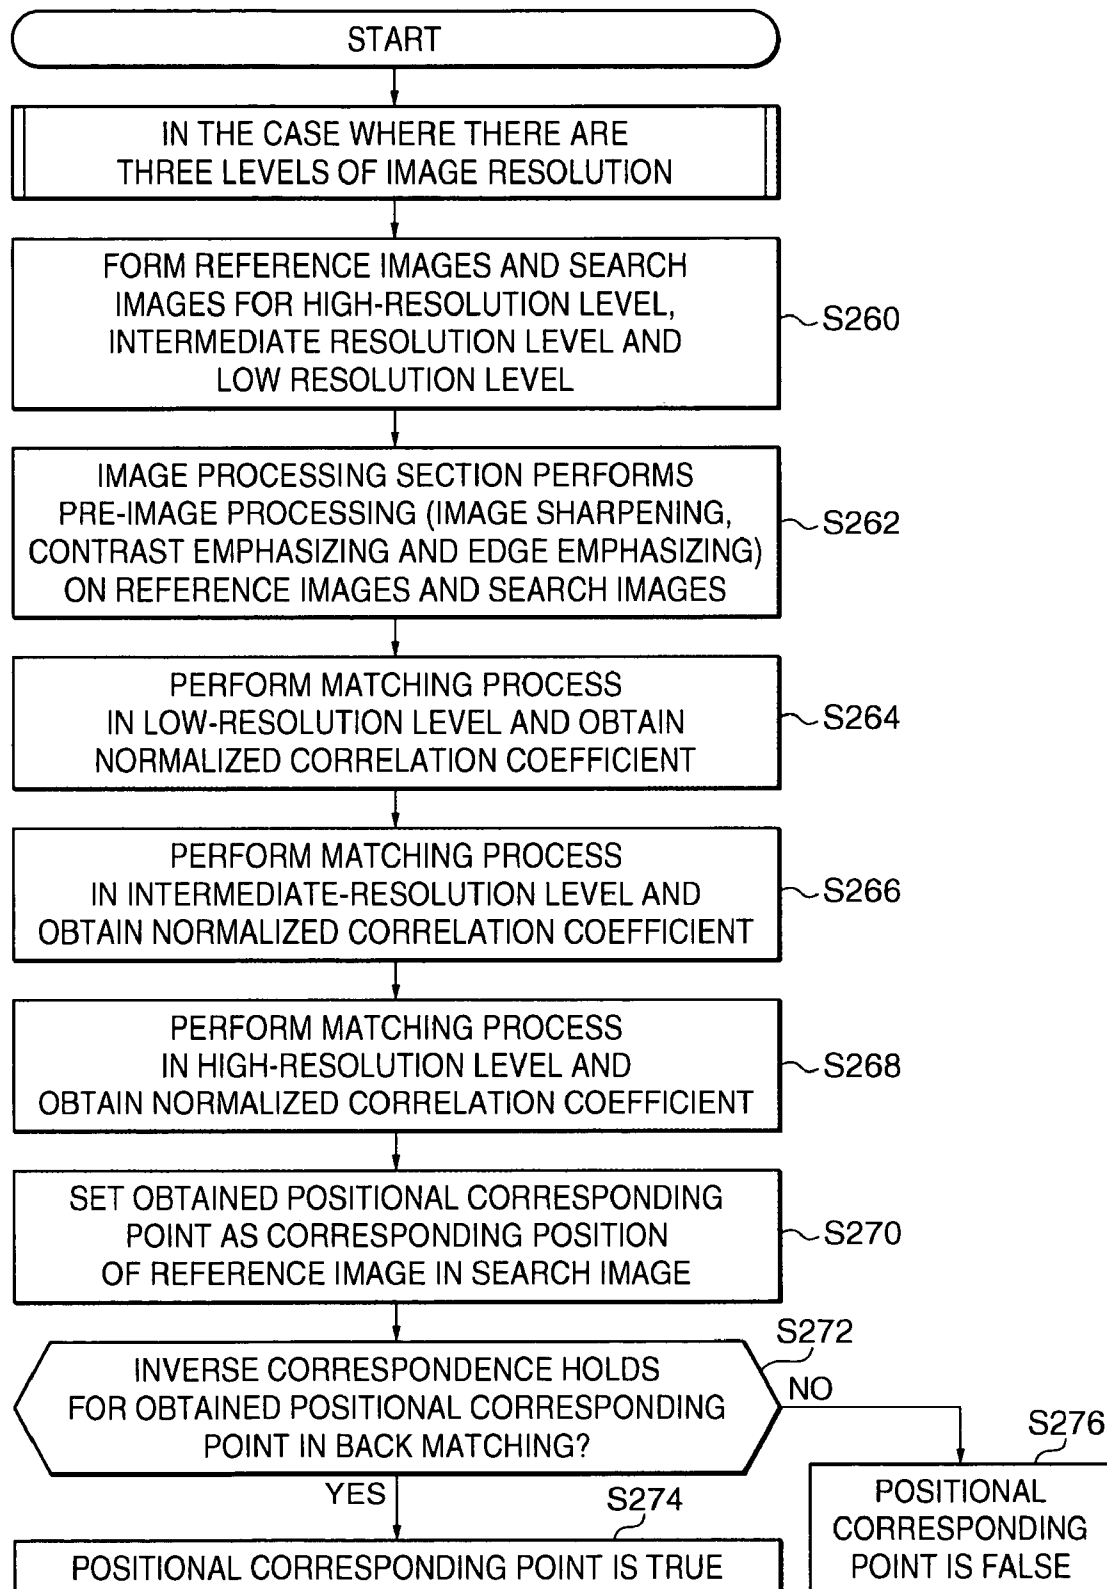 START
IN THE CASE WHERE THERE ARE
THREE LEVELS OF IMAGE RESOLUTION
FORM REFERENCE IMAGES AND SEARCH
IMAGES FOR HIGH-RESOLUTION LEVEL,
INTERMEDIATE RESOLUTION LEVEL AND
LOW RESOLUTION LEVEL
S260
IMAGE PROCESSING SECTION PERFORMS
PRE-IMAGE PROCESSING (IMAGE SHARPENING,
CONTRAST EMPHASIZING AND EDGE EMPHASIZING)
ON REFERENCE IMAGES AND SEARCH IMAGES
S262
PERFORM MATCHING PROCESS
IN LOW-RESOLUTION LEVEL AND OBTAIN
NORMALIZED CORRELATION COEFFICIENT
S264
PERFORM MATCHING PROCESS
IN INTERMEDIATE-RESOLUTION LEVEL AND
OBTAIN NORMALIZED CORRELATION COEFFICIENT
S266
PERFORM MATCHING PROCESS
IN HIGH-RESOLUTION LEVEL AND
OBTAIN NORMALIZED CORRELATION COEFFICIENT
S268
SET OBTAINED POSITIONAL CORRESPONDING
POINT AS CORRESPONDING POSITION
OF REFERENCE IMAGE IN SEARCH IMAGE
S270
S272
INVERSE CORRESPONDENCE HOLDS
FOR OBTAINED POSITIONAL CORRESPONDING
POINT IN BACK MATCHING?
NO
YES
S274
POSITIONAL CORRESPONDING POINT IS TRUE
S276
POSITIONAL
CORRESPONDING
POINT IS FALSE